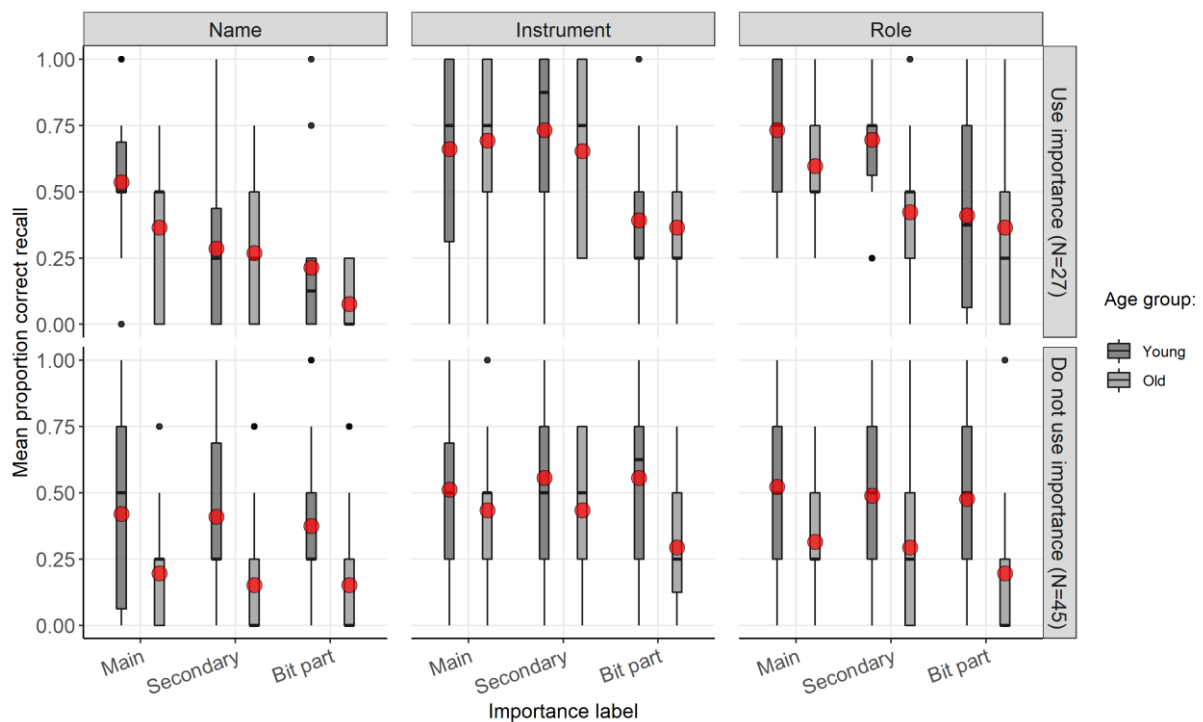 Name
Instrument
Role
Mean proportion correct recall
1.00
0.75
0.50
0.25
0.00
Use importance (N=27)
1.00
0.75
0.50
0.25
0.00
Do not use importance (N=45)
Age group:
Young
Old
Main
Secondary
Bit part
Main
Secondary
Bit part
Main
Secondary
Bit part
Importance label